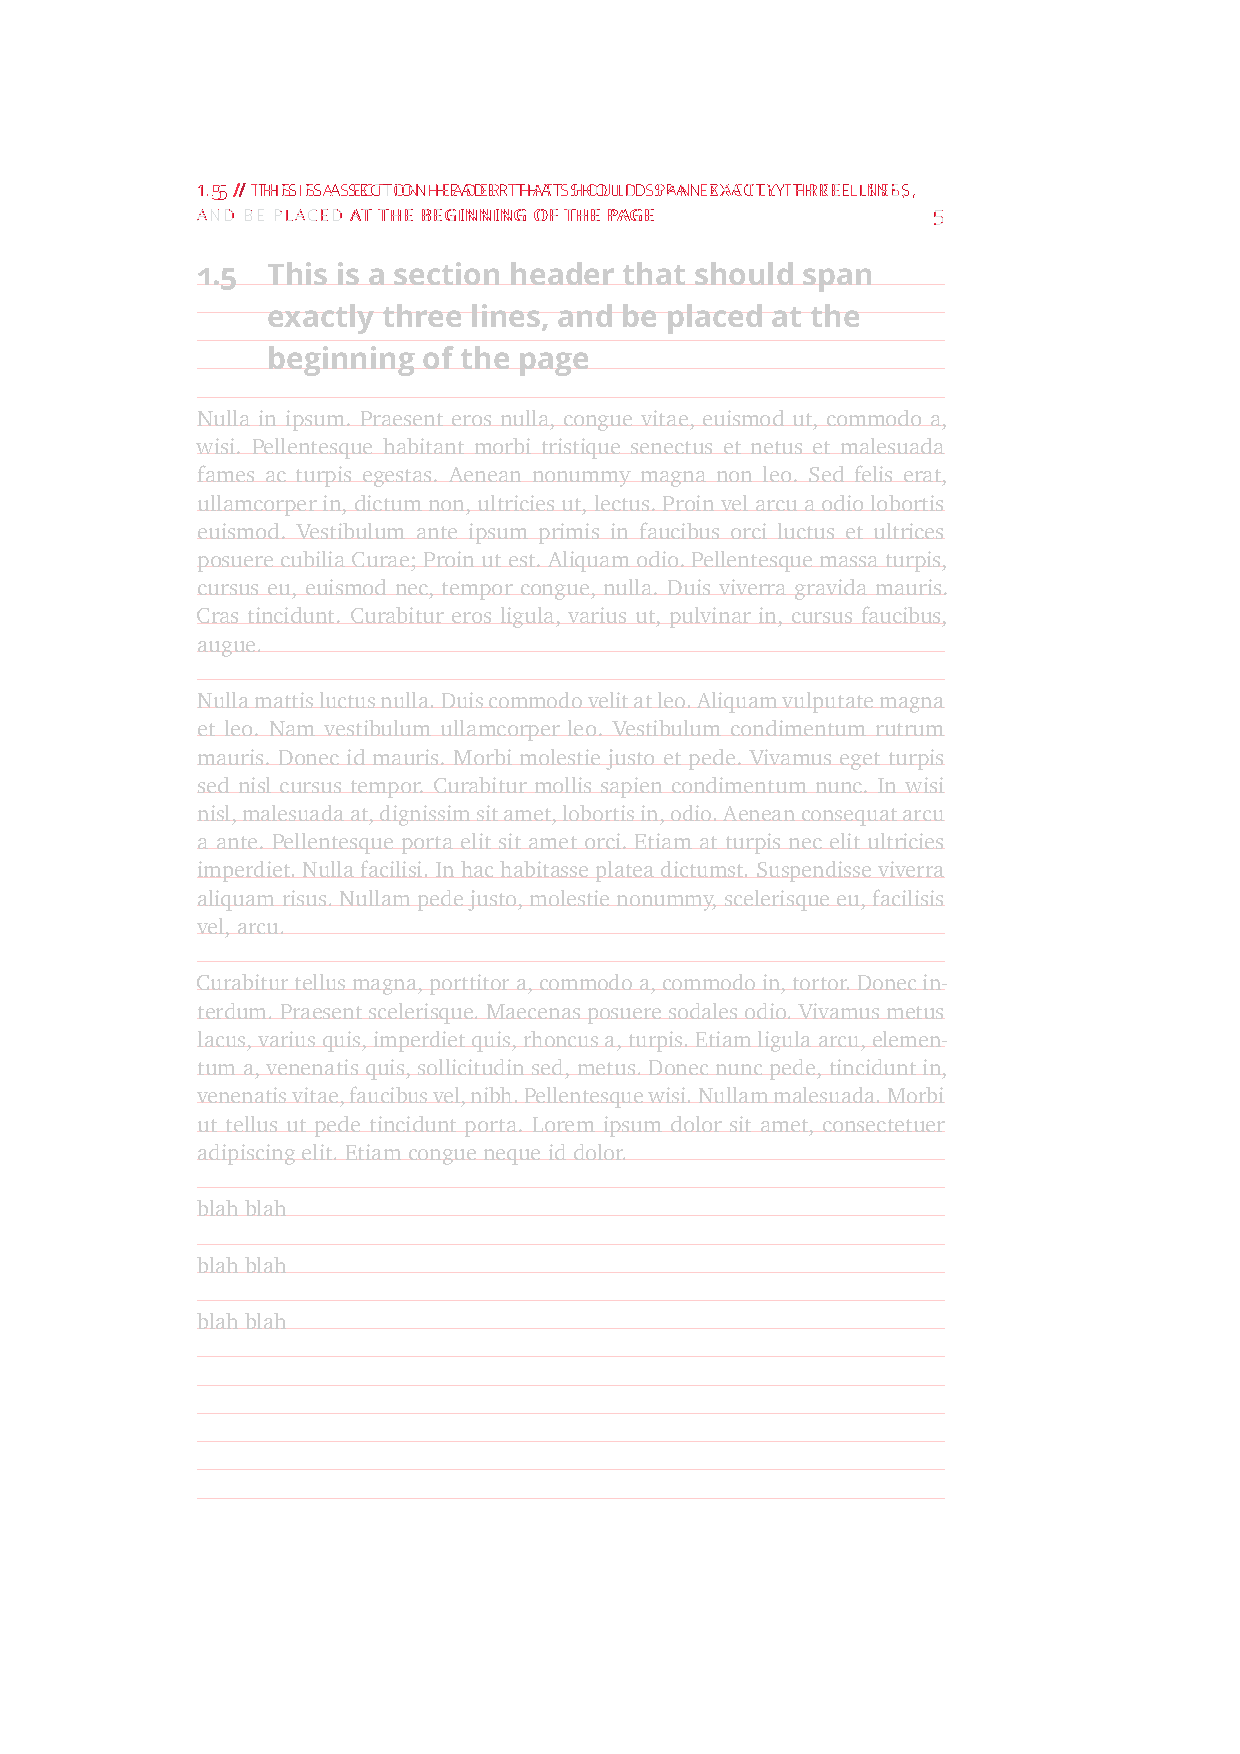 1.5 // THIS IS A SECTION HEADER THAT SHOULD SPAN EXACTLY THREE LINES,
AND BE PLACED AT THE BEGINNING OF THE PAGE 5
1.5 This is a section header that should span
exactly three lines, and be placed at the
beginning of the page
Nulla in ipsum. Praesent eros nulla, congue vitae, euismod ut, commodo a,
wisi. Pellentesque habitant morbi tristique senectus et netus et malesuada
fames ac turpis egestas. Aenean nonummy magna non leo. Sed felis erat,
ullamcorper in, dictum non, ultricies ut, lectus. Proin vel arcu a odio lobortis
euismod. Vestibulum ante ipsum primis in faucibus orci luctus et ultrices
posuere cubilia Curae; Proin ut est. Aliquam odio. Pellentesque massa turpis,
cursus eu, euismod nec, tempor congue, nulla. Duis viverra gravida mauris.
Cras tincidunt. Curabitur eros ligula, varius ut, pulvinar in, cursus faucibus,
augue.
Nulla mattis luctus nulla. Duis commodo velit at leo. Aliquam vulputate magna
et leo. Nam vestibulum ullamcorper leo. Vestibulum condimentum rutrum
mauris. Donec id mauris. Morbi molestie justo et pede. Vivamus eget turpis
sed nisl cursus tempor. Curabitur mollis sapien condimentum nunc. In wisi
nisl, malesuada at, dignissim sit amet, lobortis in, odio. Aenean consequat arcu
a ante. Pellentesque porta elit sit amet orci. Etiam at turpis nec elit ultricies
imperdiet. Nulla facilisi. In hac habitasse platea dictumst. Suspendisse viverra
aliquam risus. Nullam pede justo, molestie nonummy, scelerisque eu, facilisis
vel, arcu.
Curabitur tellus magna, porttitor a, commodo a, commodo in, tortor. Donec in-
terdum. Praesent scelerisque. Maecenas posuere sodales odio. Vivamus metus
lacus, varius quis, imperdiet quis, rhoncus a, turpis. Etiam ligula arcu, elemen-
tum a, venenatis quis, sollicitudin sed, metus. Donec nunc pede, tincidunt in,
venenatis vitae, faucibus vel, nibh. Pellentesque wisi. Nullam malesuada. Morbi
ut tellus ut pede tincidunt porta. Lorem ipsum dolor sit amet, consectetuer
adipiscing elit. Etiam congue neque id dolor.
blah blah
blah blah
blah blah